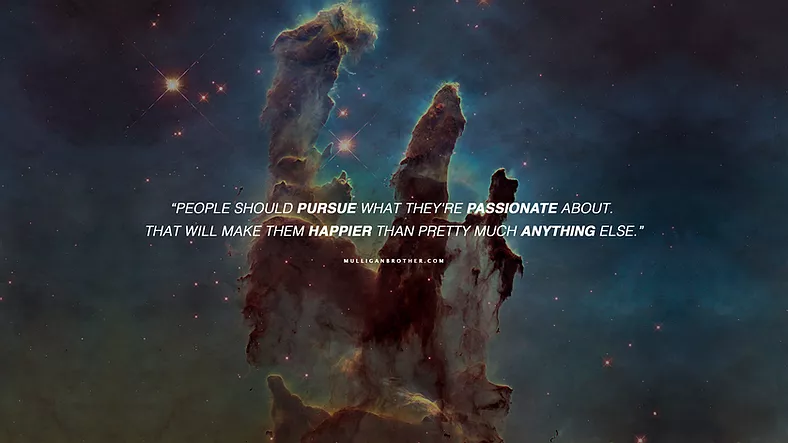 "PEOPLE SHOULD PURSUE WHAT THEY'RE PASSIONATE ABOUT.
THAT WILL MAKE THEM HAPPIER THAN PRETTY MUCH ANYTHING ELSE."
MULLIGANBROTHER.COM